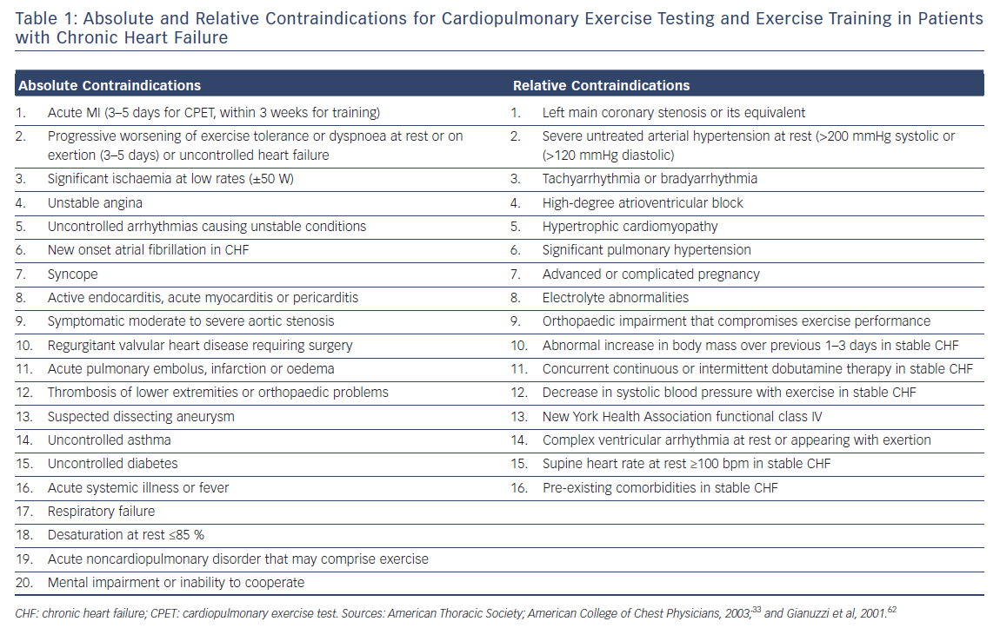 Table 1: Absolute and Relative Contraindications for Cardiopulmonary Exercise Testing and Exercise Training in Patients
with Chronic Heart Failure
Absolute Contraindications Relative Contraindications
1. Acute MI (3–5 days for CPET, within 3 weeks for training) 1. Left main coronary stenosis or its equivalent
2. Progressive worsening of exercise tolerance or dyspnoea at rest or on 2. Severe untreated arterial hypertension at rest (>200 mmHg systolic or
exertion (3–5 days) or uncontrolled heart failure (>120 mmHg diastolic)
3. Significant ischaemia at low rates (±50 W) 3. Tachyarrhythmia or bradyarrhythmia
4. Unstable angina 4. High-degree atrioventricular block
5. Uncontrolled arrhythmias causing unstable conditions 5. Hypertrophic cardiomyopathy
6. New onset atrial fibrillation in CHF 6. Significant pulmonary hypertension
7. Syncope 7. Advanced or complicated pregnancy
8. Active endocarditis, acute myocarditis or pericarditis 8. Electrolyte abnormalities
9. Symptomatic moderate to severe aortic stenosis 9. Orthopaedic impairment that compromises exercise performance
10. Regurgitant valvular heart disease requiring surgery 10. Abnormal increase in body mass over previous 1–3 days in stable CHF
11. Acute pulmonary embolus, infarction or oedema 11. Concurrent continuous or intermittent dobutamine therapy in stable CHF
12. Thrombosis of lower extremities or orthopaedic problems 12. Decrease in systolic blood pressure with exercise in stable CHF
13. Suspected dissecting aneurysm 13. New York Health Association functional class IV
14. Uncontrolled asthma 14. Complex ventricular arrhythmia at rest or appearing with exertion
15. Uncontrolled diabetes 15. Supine heart rate at rest ≥100 bpm in stable CHF
16. Acute systemic illness or fever 16. Pre-existing comorbidities in stable CHF
17. Respiratory failure
18. Desaturation at rest ≤85 %
19. Acute noncardiopulmonary disorder that may comprise exercise
20. Mental impairment or inability to cooperate
CHF: chronic heart failure; CPET: cardiopulmonary exercise test. Sources: American Thoracic Society; American College of Chest Physicians, 2003;33 and Gianuzzi et al, 2001.62